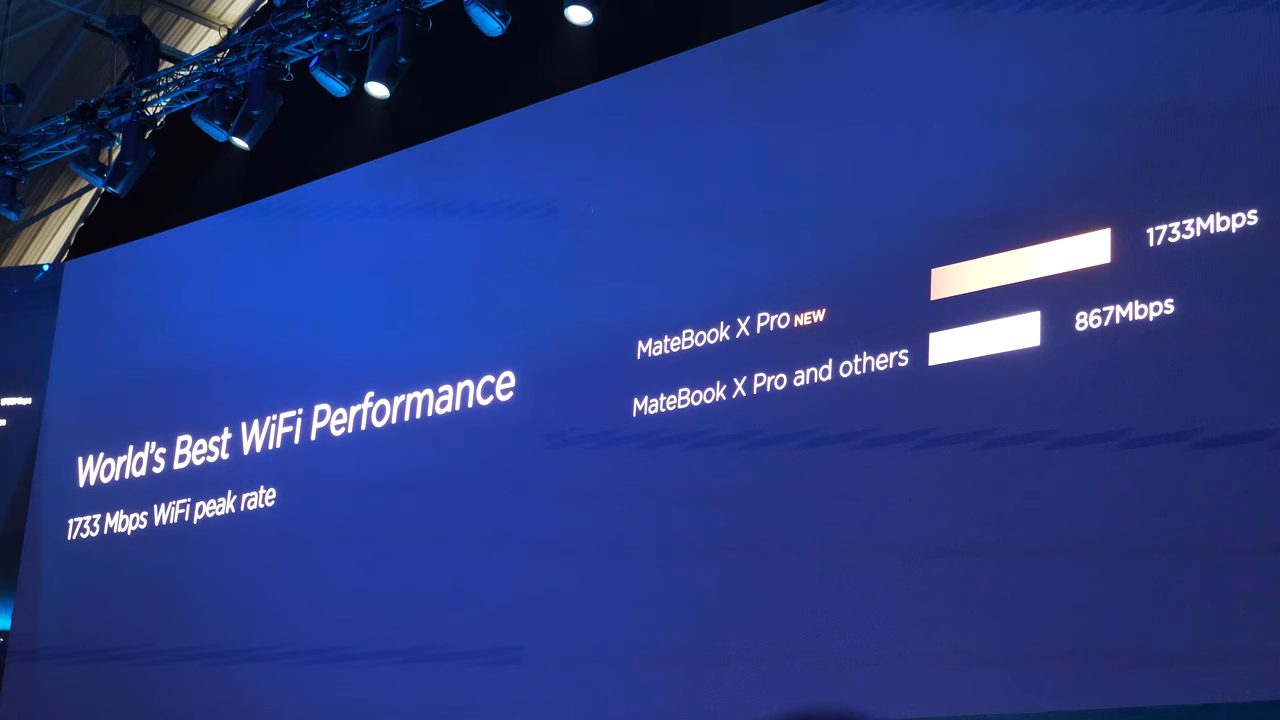 World's Best WiFi Performance
1733 Mbps WiFi peak rate
MateBook X Pro NEW
1733Mbps
MateBook X Pro and others
867Mbps